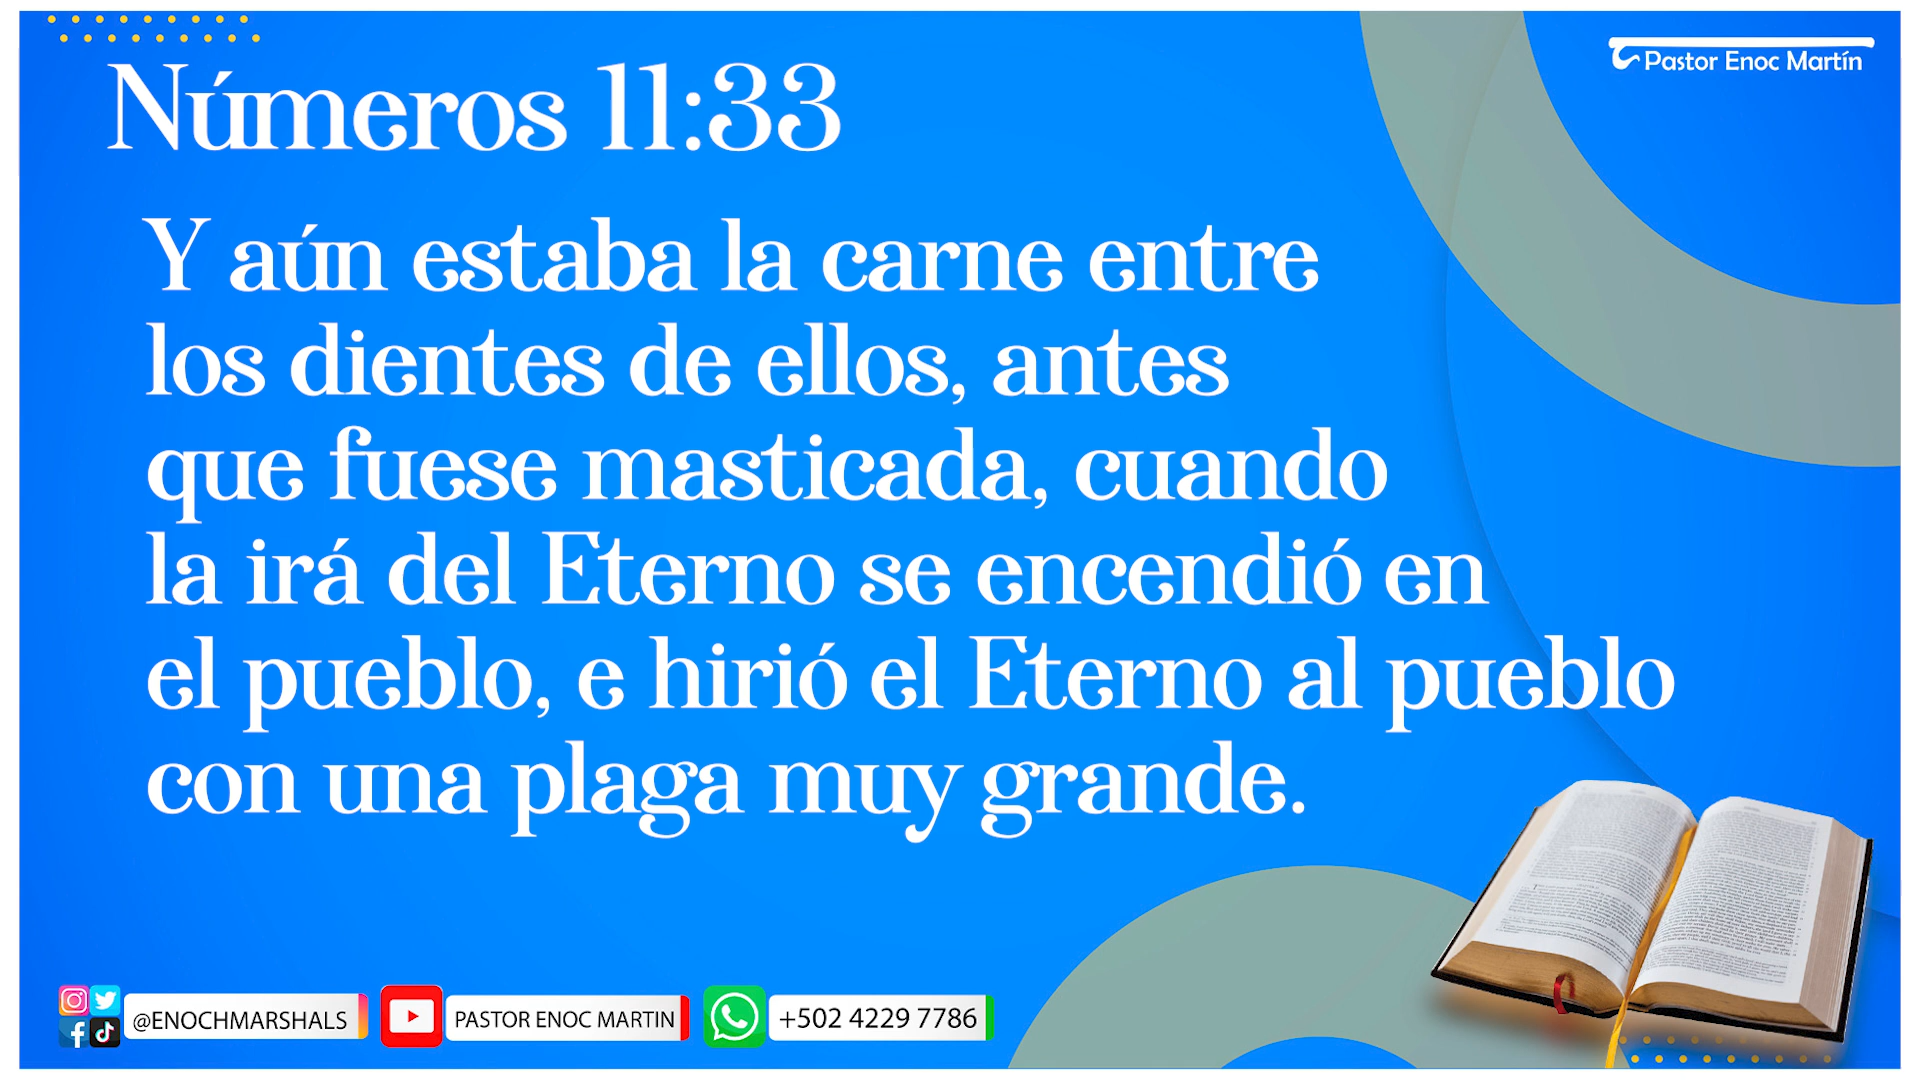 Pastor Enoc Martín
Números 11:33
Y aún estaba la carne entre
los dientes de ellos, antes
que fuese masticada, cuando
la irá del Eterno se encendió en
el pueblo, e hirió el Eterno al pueblo
con una plaga muy grande.
@ENOCHMARSHALS
PASTOR ENOC MARTIN
+502 4229 7786